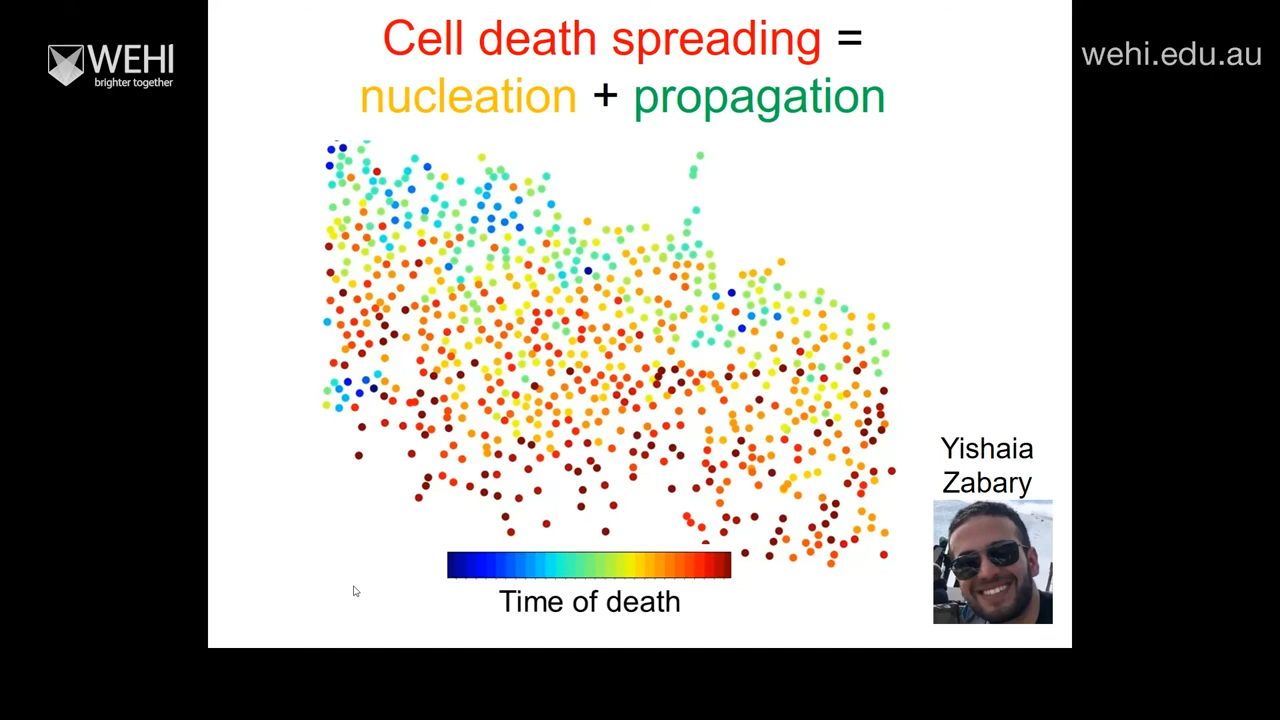 WEHI
brighter together
wehi.edu.au
Cell death spreading =
nucleation + propagation
Yishaia
Zabary
Time of death